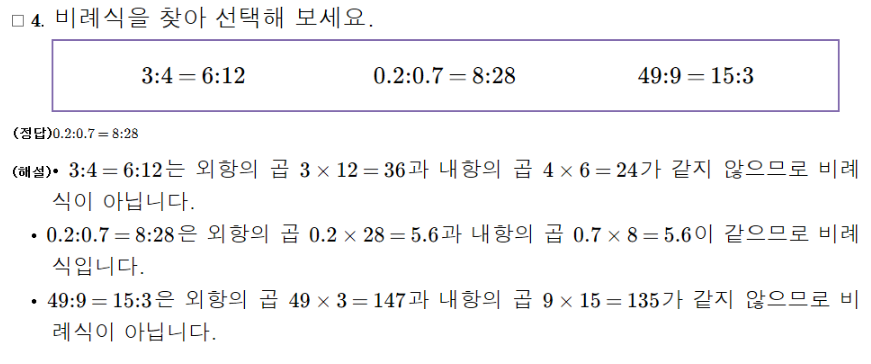 □ 4. 비례식을 찾아 선택해 보세요.
3:4 = 6:12 0.2:0.7 = 8:28 49:9 = 15:3
(정답)0.2:0.7 = 8:28
(해설)• 3:4 = 6:12는 외항의 곱 3 × 12 = 36과 내항의 곱 4 × 6 = 24가 같지 않으므로 비례
식이 아닙니다.
• 0.2:0.7 = 8:28은 외항의 곱 0.2 × 28 = 5.6과 내항의 곱 0.7 × 8 = 5.6이 같으므로 비례
식입니다.
• 49:9 = 15:3은 외항의 곱 49 × 3 = 147과 내항의 곱 9 × 15 = 135가 같지 않으므로 비
례식이 아닙니다.